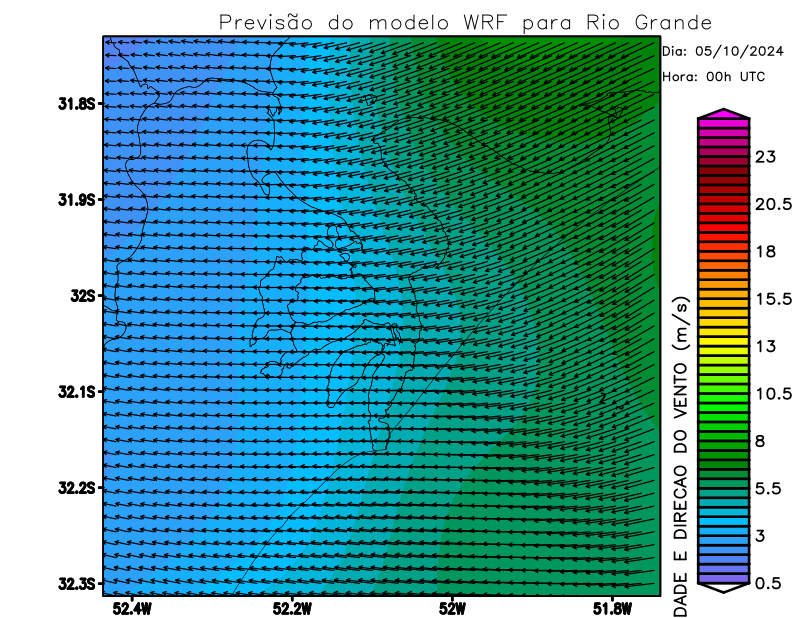 Previsão do modelo WRF para Rio Grande
Dia: 05/10/2024
Hora: 00h UTC
31.8S
31.9S
32S
32.1S
32.2S
32.3S
52.4W
52.2W
52W
51.8W
23
20.5
18
15.5
13
10.5
8
5.5
3
0.5
DADE E DIRECAO DO VENTO (m/s)